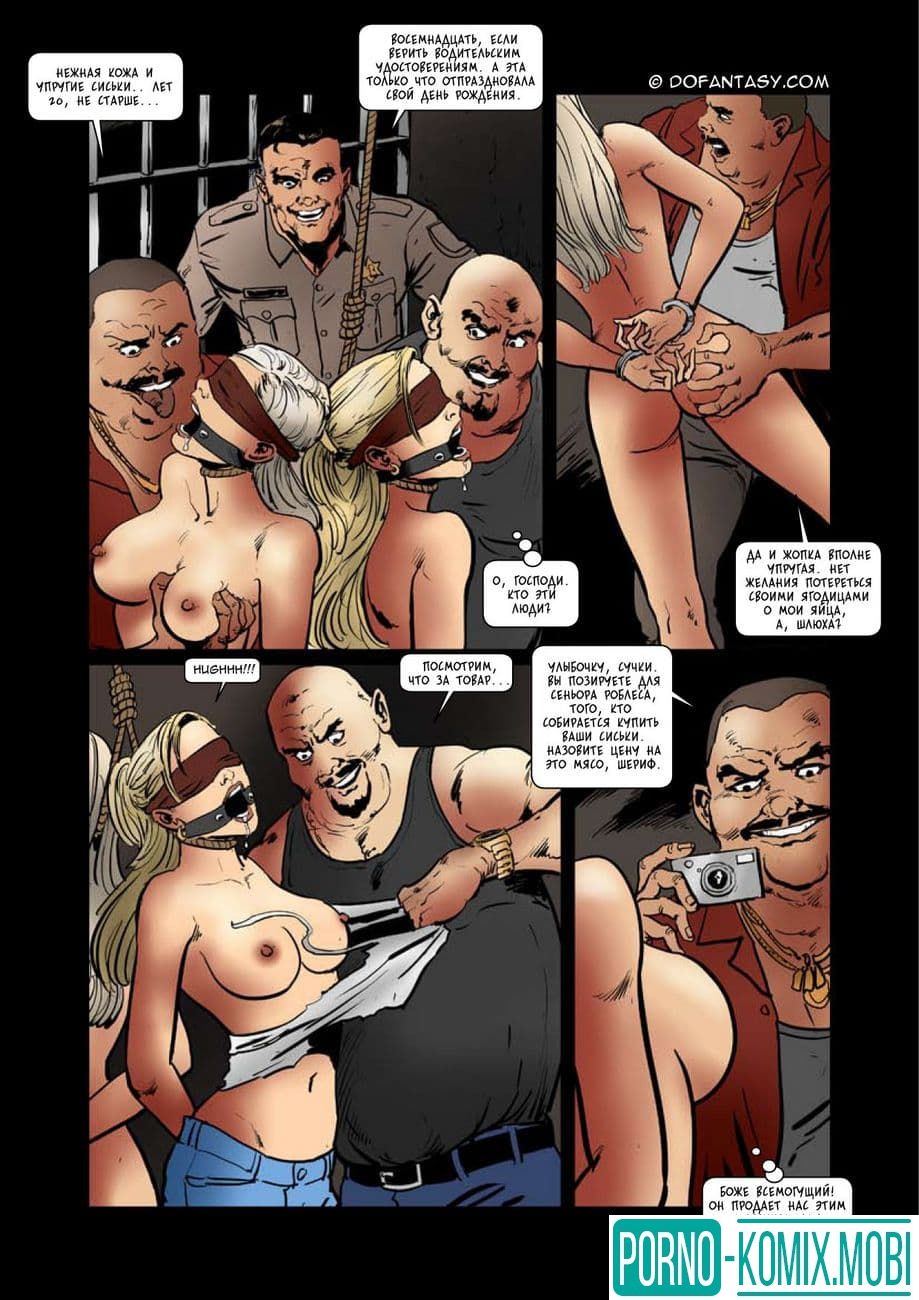 НЕЖНАЯ КОЖА И
УПРУГИЕ СИСЬКИ.. ЛЕТ
20, НЕ СТАРШЕ...
ВОСЕМНАДЦАТЬ, ЕСЛИ
ВЕРИТЬ ВОДИТЕЛЬСКИМ
УДОСТОВЕРЕНИЯМ. А ЭТА
ТОЛЬКО ЧТО ОТПРАЗДНОВАЛА
СВОЙ ДЕНЬ РОЖДЕНИЯ.
© DOFANTASY.COM
О, ГОСПОДИ.
КТО ЭТИ
ЛЮДИ?
ДА И ЖОПКА ВПОЛНЕ
УПРУГАЯ. НЕТ
ЖЕЛАНИЯ ПОТЕРЕТЬСЯ
СВОИМИ ЯГОДИЦАМИ
О МОИ ЯЙЦА,
А, ШЛЮХА?
HUGHHH!!!
ПОСМОТРИМ,
ЧТО ЗА ТОВАР...
УЛЫБОЧКУ, СУЧКИ.
ВЫ ПОЗИРУЕТЕ ДЛЯ
СЕНЬОРА РОБЛЕСА,
ТОГО, КТО
СОБИРАЕТСЯ КУПИТЬ
ВАШИ СИСЬКИ.
НАЗОВИТЕ ЦЕНУ НА
ЭТО МЯСО, ШЕРИФ.
БОЖЕ ВСЕМОГУЩИЙ!
ОН ПРОДАЕТ НАС ЭТИМ
PORNO-KOMIX.MOBI